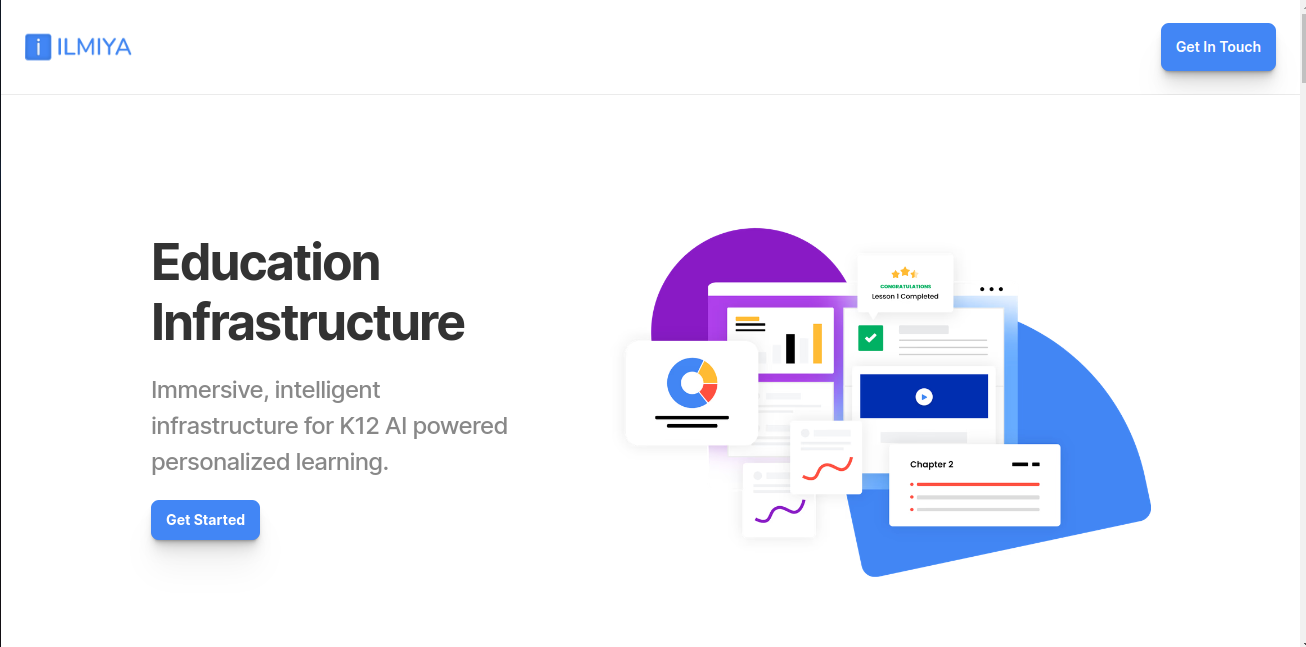 i ILMIYA
Get In Touch
Education
Infrastructure
Immersive, intelligent
infrastructure for K12 AI powered
personalized learning.
Get Started
CONGRATULATIONS
Lesson 1 Completed
Chapter 2